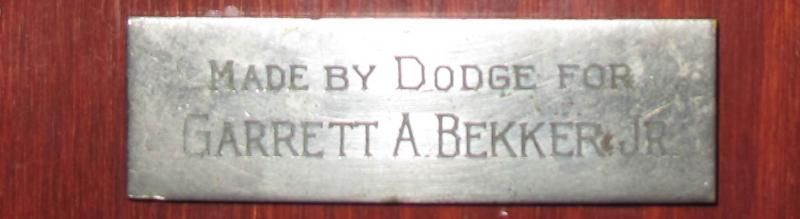 MADE BY DODGE FOR
GARRETT A. BEKKER, JR.